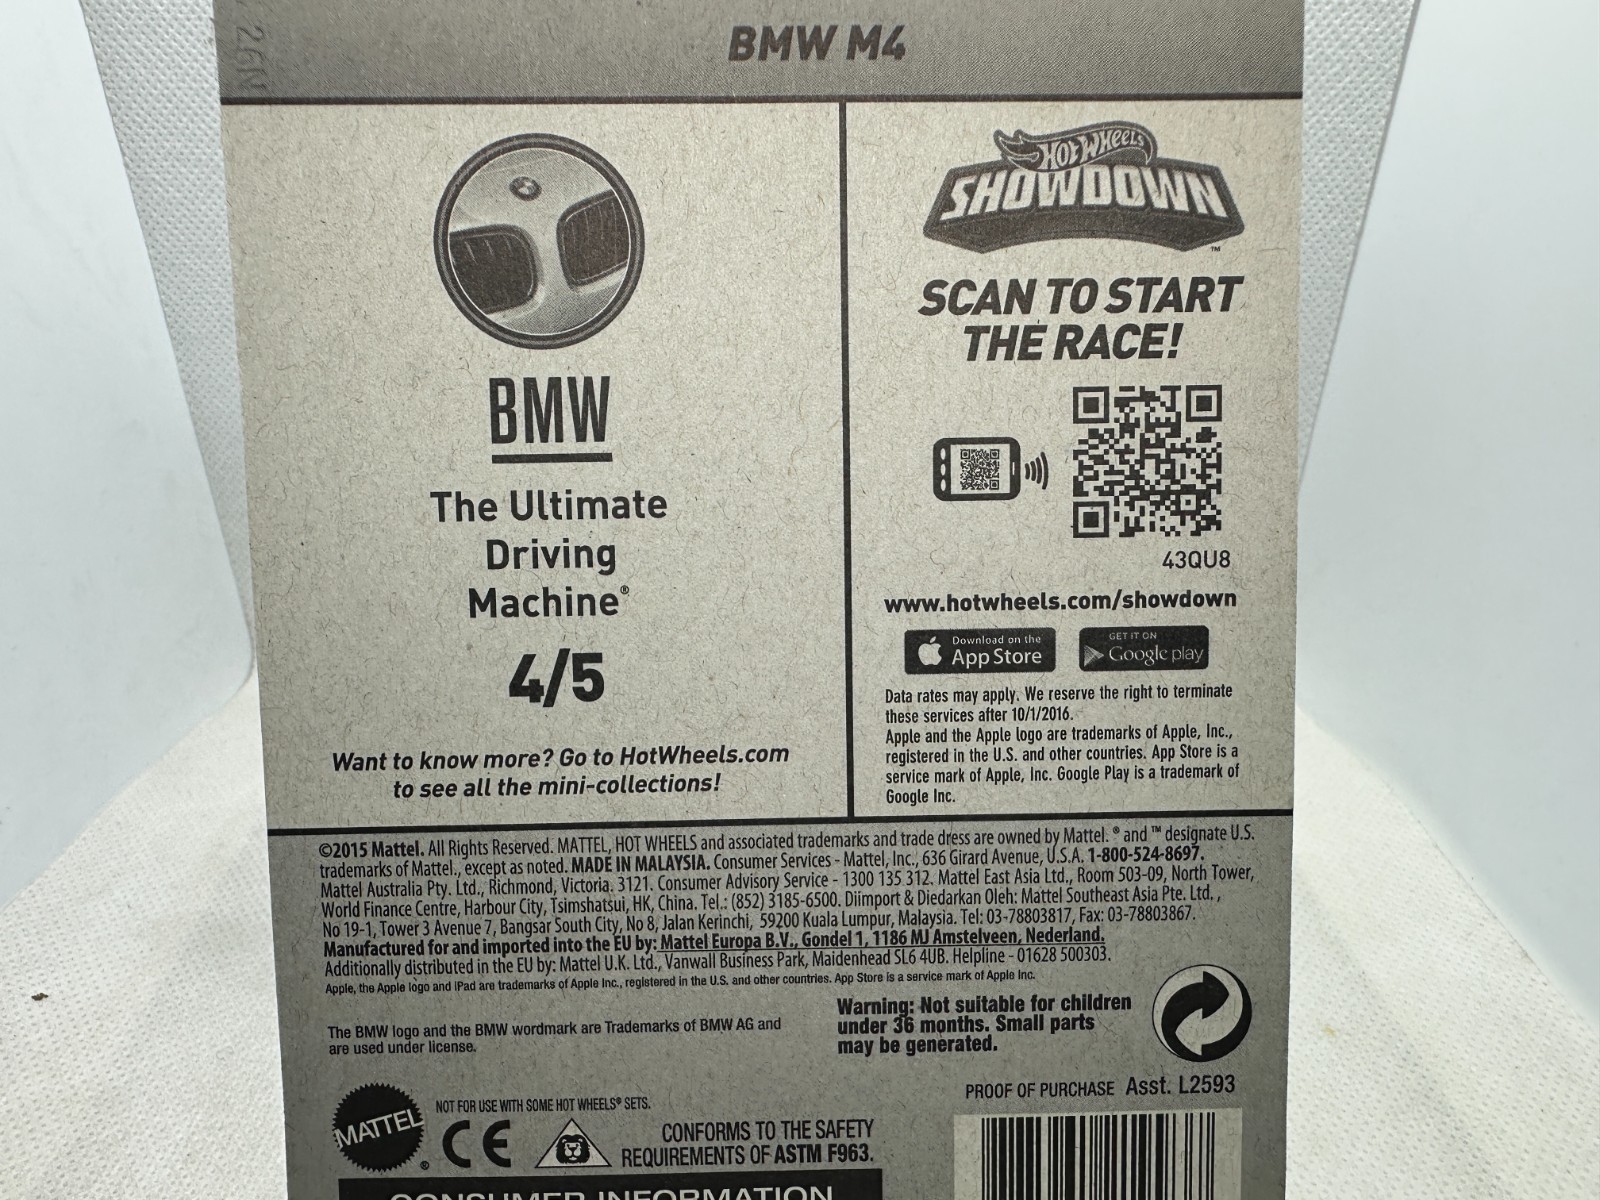 26N
BMW M4
BMW
The Ultimate
Driving
Machine®
4/5
Want to know more? Go to HotWheels.com
to see all the mini-collections!
HOT WHEELS
SHOWDOWN™
SCAN TO START
THE RACE!
43QU8
www.hotwheels.com/showdown
Download on the
App Store
GET IT ON
Google play
Data rates may apply. We reserve the right to terminate
these services after 10/1/2016.
Apple and the Apple logo are trademarks of Apple, Inc.,
registered in the U.S. and other countries. App Store is a
service mark of Apple, Inc. Google Play is a trademark of
Google Inc.
©2015 Mattel. All Rights Reserved. MATTEL, HOT WHEELS and associated trademarks and trade dress are owned by Mattel. ® and ™ designate U.S.
trademarks of Mattel., except as noted. MADE IN MALAYSIA. Consumer Services - Mattel, Inc., 636 Girard Avenue, U.S.A. 1-800-524-8697.
Mattel Australia Pty. Ltd., Richmond, Victoria. 3121. Consumer Advisory Service - 1300 135 312. Mattel East Asia Ltd., Room 503-09, North Tower,
World Finance Centre, Harbour City, Tsimshatsui, HK, China. Tel.: (852) 3185-6500. Diimport & Diedarkan Oleh: Mattel Southeast Asia Pte. Ltd.,
No 19-1, Tower 3 Avenue 7, Bangsar South City, No 8, Jalan Kerinchi, 59200 Kuala Lumpur, Malaysia. Tel: 03-78803817, Fax: 03-78803867.
Manufactured for and imported into the EU by: Mattel Europa B.V., Gondel 1, 1186 MJ Amstelveen, Nederland.
Additionally distributed in the EU by: Mattel U.K. Ltd., Vanwall Business Park, Maidenhead SL6 4UB. Helpline - 01628 500303.
Apple, the Apple logo and iPad are trademarks of Apple Inc., registered in the U.S. and other countries. App Store is a service mark of Apple Inc.
The BMW logo and the BMW wordmark are Trademarks of BMW AG and
are used under license.
Warning: Not suitable for children
under 36 months. Small parts
may be generated.
PROOF OF PURCHASE Asst. L2593
MATTEL®
NOT FOR USE WITH SOME HOT WHEELS® SETS.
CE
CONFORMS TO THE SAFETY
REQUIREMENTS OF ASTM F963.
CONSUMER INFORMATION